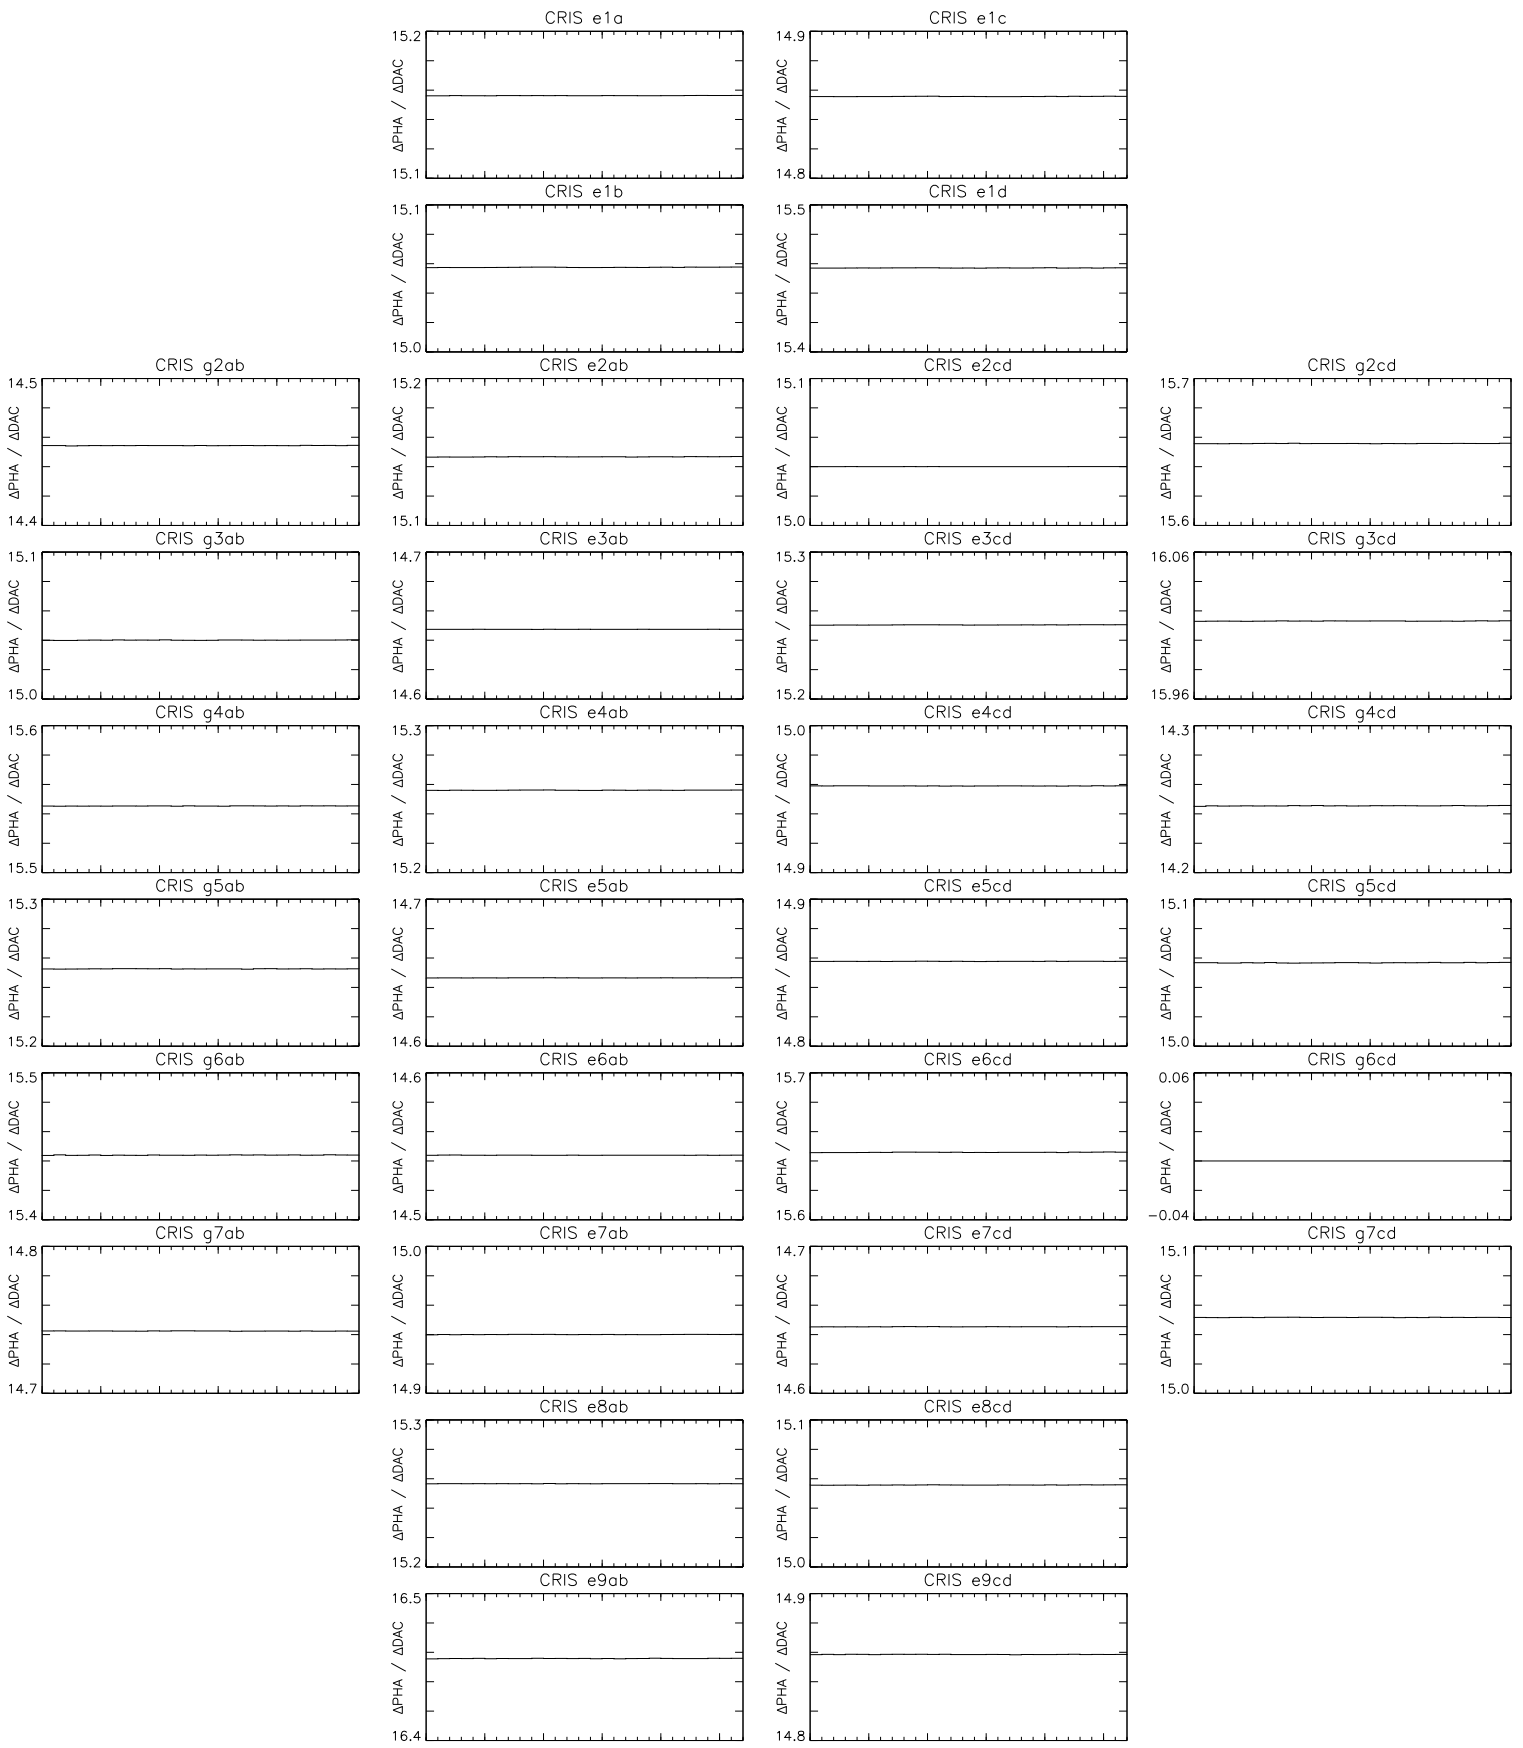 CRIS e1a
15.2
ΔPHA / ΔDAC
15.1
CRIS e1c
14.9
ΔPHA / ΔDAC
14.8
CRIS e1b
15.1
ΔPHA / ΔDAC
15.0
CRIS e1d
15.5
ΔPHA / ΔDAC
15.4
CRIS g2ab
14.5
ΔPHA / ΔDAC
14.4
CRIS e2ab
15.2
ΔPHA / ΔDAC
15.1
CRIS e2cd
15.1
ΔPHA / ΔDAC
15.0
CRIS g2cd
15.7
ΔPHA / ΔDAC
15.6
CRIS g3ab
15.1
ΔPHA / ΔDAC
15.0
CRIS e3ab
14.7
ΔPHA / ΔDAC
14.6
CRIS e3cd
15.3
ΔPHA / ΔDAC
15.2
CRIS g3cd
16.06
ΔPHA / ΔDAC
15.96
CRIS g4ab
15.6
ΔPHA / ΔDAC
15.5
CRIS e4ab
15.3
ΔPHA / ΔDAC
15.2
CRIS e4cd
15.0
ΔPHA / ΔDAC
14.9
CRIS g4cd
14.3
ΔPHA / ΔDAC
14.2
CRIS g5ab
15.3
ΔPHA / ΔDAC
15.2
CRIS e5ab
14.7
ΔPHA / ΔDAC
14.6
CRIS e5cd
14.9
ΔPHA / ΔDAC
14.8
CRIS g5cd
15.1
ΔPHA / ΔDAC
15.0
CRIS g6ab
15.5
ΔPHA / ΔDAC
15.4
CRIS e6ab
14.6
ΔPHA / ΔDAC
14.5
CRIS e6cd
15.7
ΔPHA / ΔDAC
15.6
CRIS g6cd
0.06
ΔPHA / ΔDAC
−0.04
CRIS g7ab
14.8
ΔPHA / ΔDAC
14.7
CRIS e7ab
15.0
ΔPHA / ΔDAC
14.9
CRIS e7cd
14.7
ΔPHA / ΔDAC
14.6
CRIS g7cd
15.1
ΔPHA / ΔDAC
15.0
CRIS e8ab
15.3
ΔPHA / ΔDAC
15.2
CRIS e8cd
15.1
ΔPHA / ΔDAC
15.0
CRIS e9ab
16.5
ΔPHA / ΔDAC
16.4
CRIS e9cd
14.9
ΔPHA / ΔDAC
14.8